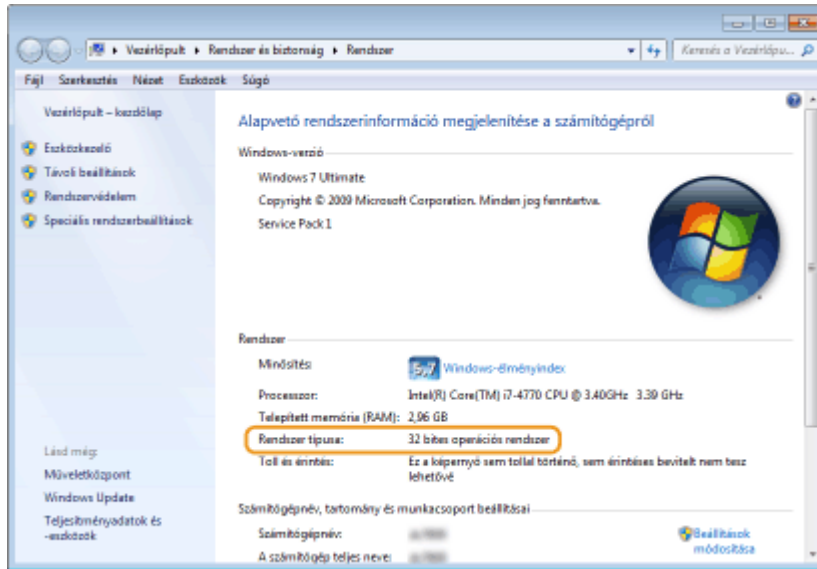 Vezérlőpult ▸ Rendszer és biztonság ▸ Rendszer
Keresés a Vezérlőpu...
Fájl Szerkesztés Nézet Eszközök Súgó
Vezérlőpult – kezdőlap
Eszközkezelő
Távoli beállítások
Rendszervédelem
Speciális rendszerbeállítások
Alapvető rendszerinformáció megjelenítése a számítógépről
Windows-verzió
Windows 7 Ultimate
Copyright © 2009 Microsoft Corporation. Minden jog fenntartva.
Service Pack 1
Rendszer
Minősítés:
5,7 Windows-élményindex
Processzor: Intel(R) Core(TM) i7-4770 CPU @ 3.40GHz 3.39 GHz
Telepített memória (RAM): 2,96 GB
Rendszer típusa: 32 bites operációs rendszer
Toll és érintés: Ez a képernyő sem tollal történő, sem érintéses bevitelt nem tesz
lehetővé
Számítógépnév, tartomány és munkacsoport beállításai
Számítógépnév:
A számítógép teljes neve:
Beállítások
módosítása
Lásd még:
Műveletközpont
Windows Update
Teljesítményadatok és
-eszközök